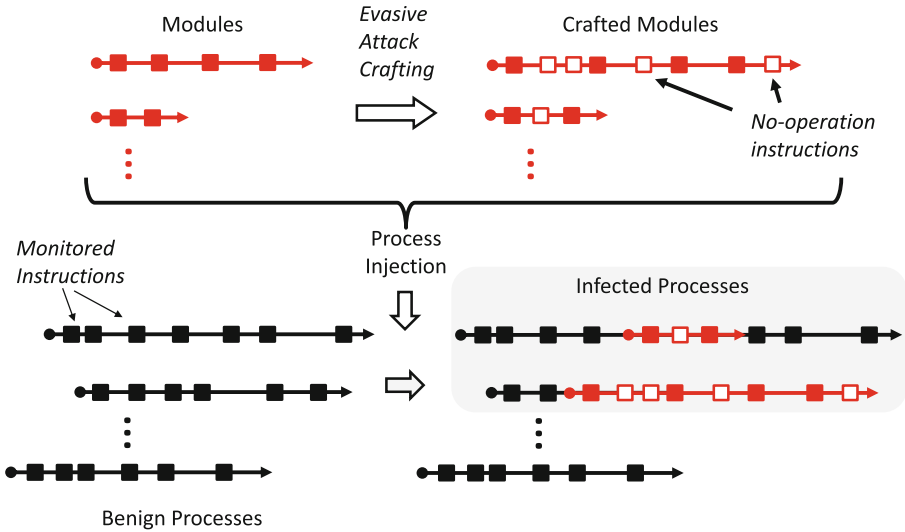 Modules
Evasive
Attack
Crafting
Crafted Modules
No-operation
instructions
Process
Injection
Monitored
Instructions
Infected Processes
Benign Processes